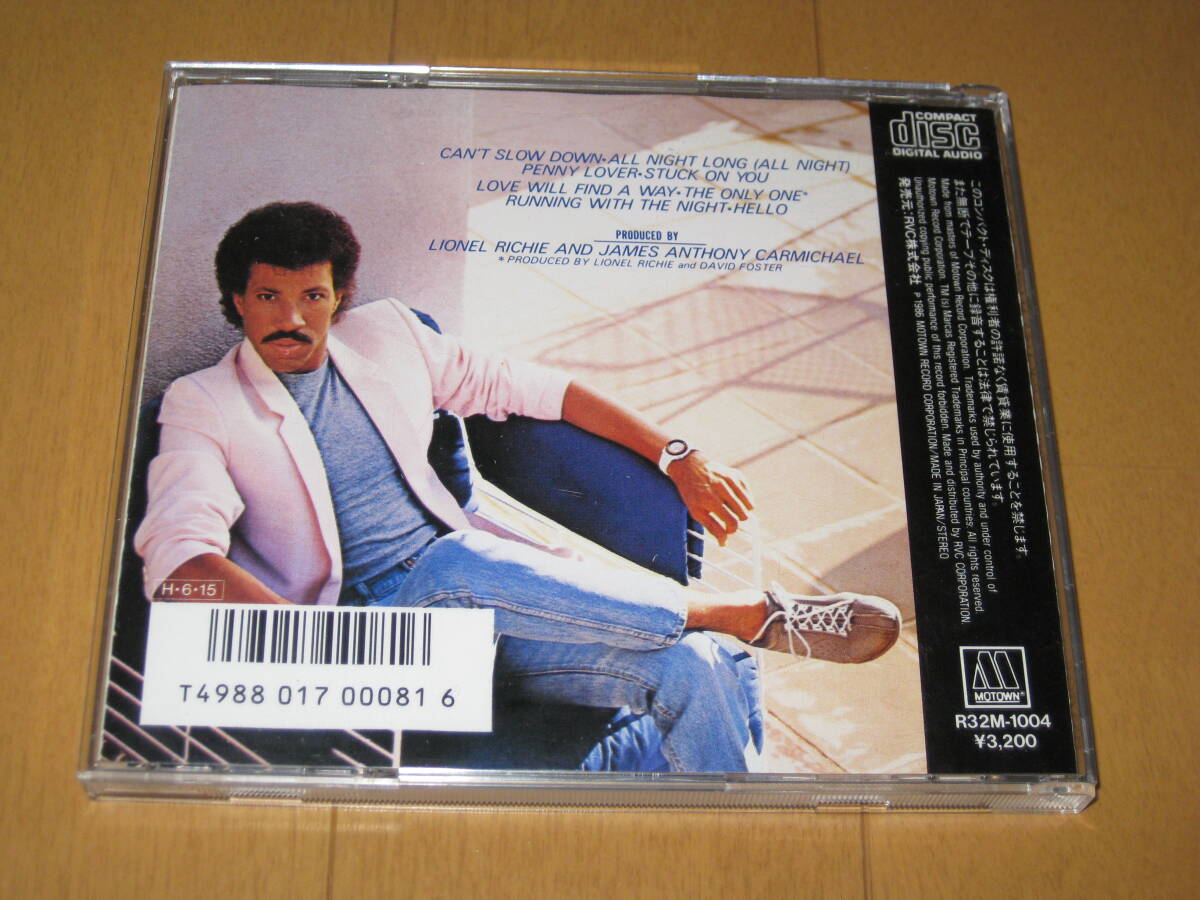 CAN'T SLOW DOWN•ALL NIGHT LONG (ALL NIGHT)
PENNY LOVER•STUCK ON YOU
LOVE WILL FIND A WAY•THE ONLY ONE*
RUNNING WITH THE NIGHT•HELLO
PRODUCED BY
LIONEL RICHIE AND JAMES ANTHONY CARMICHAEL
* PRODUCED BY LIONEL RICHIE and DAVID FOSTER
COMPACT
disc
DIGITAL AUDIO
このコンパクト・ディスクは権利者の許諾なく賃貸業に使用することを禁じます。
また無断でテープその他に録音することは法律で禁じられています。
Made from masters of Motown Record Corporation. Trademarks used by authority and under control of
Motown Record Corporation. TM (s) Marcas Registered Trademarks in Principal countries. All rights reserved.
Unauthorized copying public performance of this record forbidden. Made and distributed by RVC CORPORATION.
発売元:RVC株式会社 ℗ 1986 MOTOWN RECORD CORPORATION/MADE IN JAPAN/STEREO
M
MOTOWN®
R32M-1004
¥3,200
H•6•15
T4988 017 00081 6